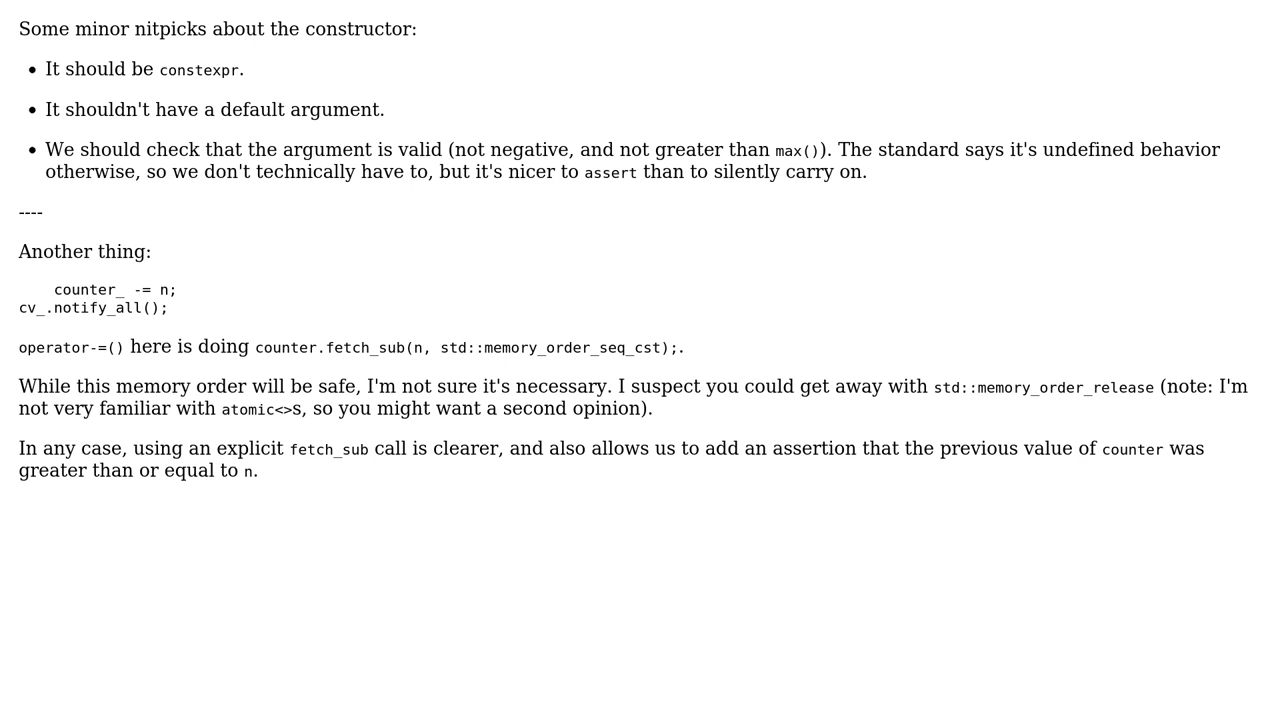 Some minor nitpicks about the constructor:
• It should be constexpr.
• It shouldn't have a default argument.
• We should check that the argument is valid (not negative, and not greater than max()). The standard says it's undefined behavior
otherwise, so we don't technically have to, but it's nicer to assert than to silently carry on.
----
Another thing:
    counter_ -= n;
cv_.notify_all();
operator-=() here is doing counter.fetch_sub(n, std::memory_order_seq_cst);.
While this memory order will be safe, I'm not sure it's necessary. I suspect you could get away with std::memory_order_release (note: I'm
not very familiar with atomic<>s, so you might want a second opinion).
In any case, using an explicit fetch_sub call is clearer, and also allows us to add an assertion that the previous value of counter was
greater than or equal to n.